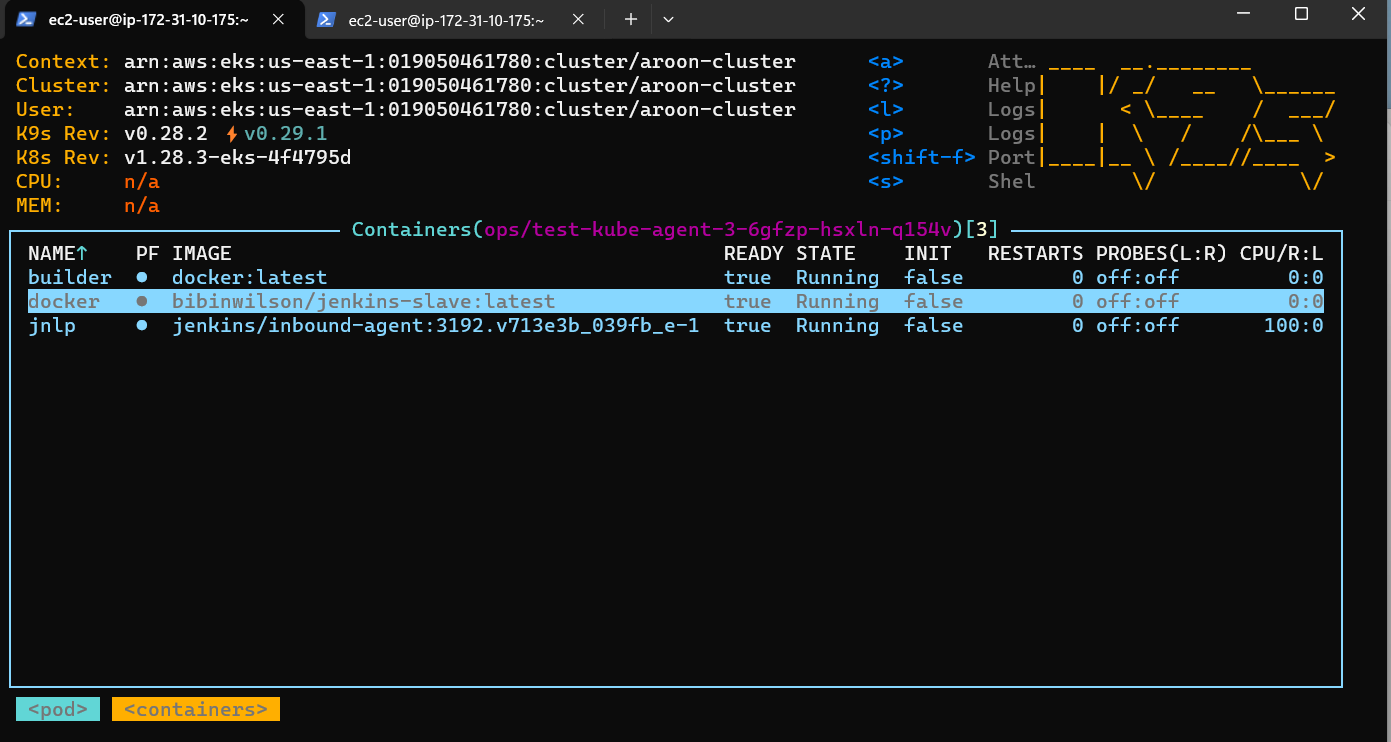 ec2-user@ip-172-31-10-175:~ ec2-user@ip-172-31-10-175:~
Context: arn:aws:eks:us-east-1:019050461780:cluster/aroon-cluster <a> Att…
Cluster: arn:aws:eks:us-east-1:019050461780:cluster/aroon-cluster <?> Help
User: arn:aws:eks:us-east-1:019050461780:cluster/aroon-cluster <l> Logs
K9s Rev: v0.28.2 ⚡v0.29.1 <p> Logs
K8s Rev: v1.28.3-eks-4f4795d <shift-f> Port
CPU: n/a <s> Shel
MEM: n/a
Containers(ops/test-kube-agent-3-6gfzp-hsxln-q154v)[3]
NAME↑ PF IMAGE READY STATE INIT RESTARTS PROBES(L:R) CPU/R:L
builder ● docker:latest true Running false 0 off:off 0:0
docker ● bibinwilson/jenkins-slave:latest true Running false 0 off:off 0:0
jnlp ● jenkins/inbound-agent:3192.v713e3b_039fb_e-1 true Running false 0 off:off 100:0
<pod> <containers>